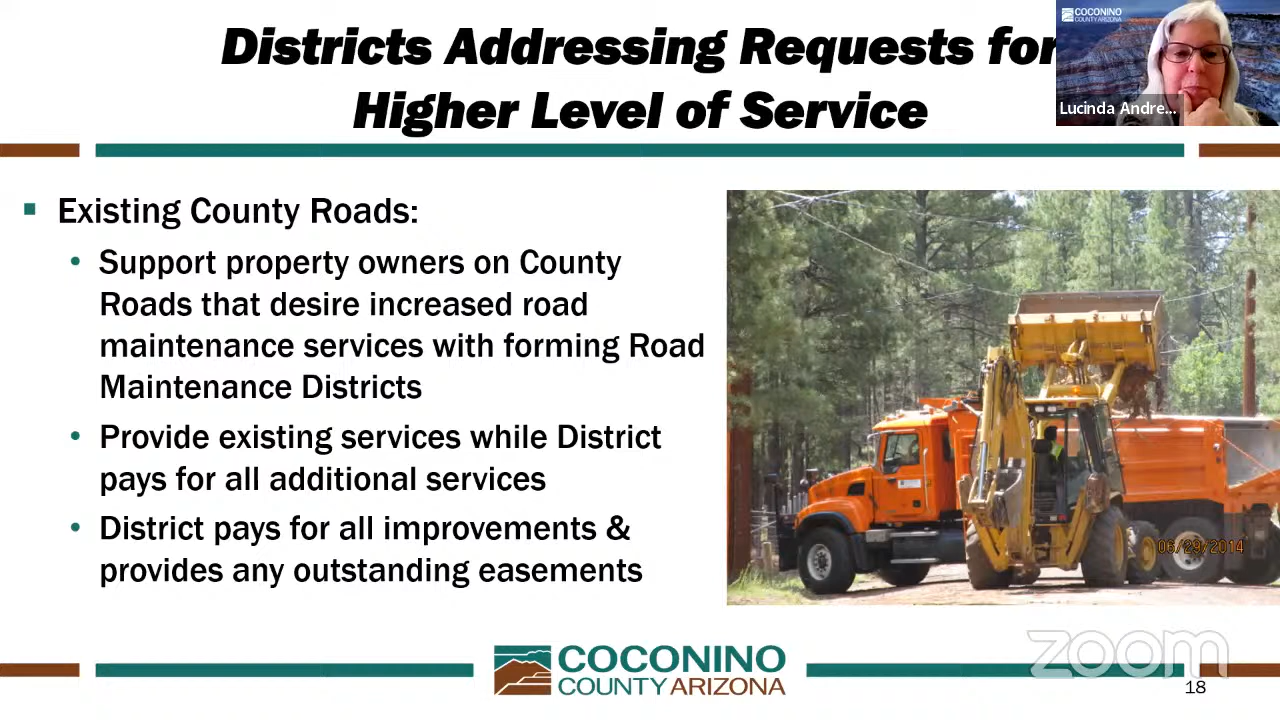 Districts Addressing Requests for
Higher Level of Service
COCONINO
COUNTY ARIZONA
Lucinda Andre...
▪ Existing County Roads:
• Support property owners on County
Roads that desire increased road
maintenance services with forming Road
Maintenance Districts
• Provide existing services while District
pays for all additional services
• District pays for all improvements &
provides any outstanding easements
06/29/2014
COCONINO
COUNTY ARIZONA
zoom
18